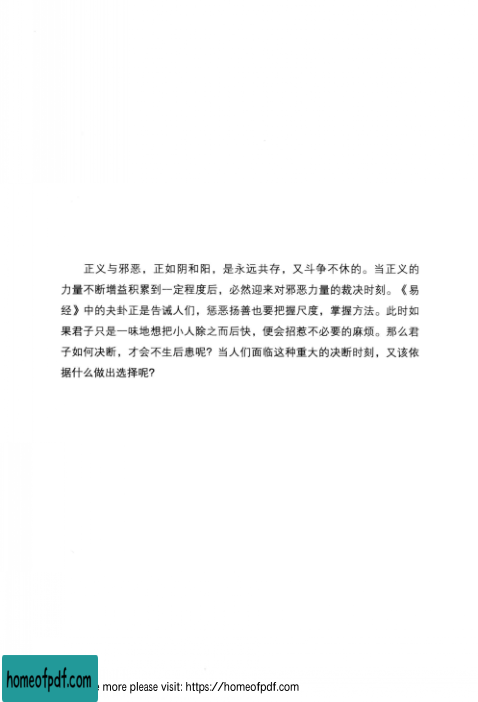 正义与邪恶，正如阴和阳，是永远共存，又斗争不休的。当正义的
力量不断增益积累到一定程度后，必然迎来对邪恶力量的裁决时刻。《易
经》中的夬卦正是告诫人们，惩恶扬善也要把握尺度，掌握方法。此时如
果君子只是一味地想把小人除之而后快，便会招惹不必要的麻烦。那么君
子如何决断，才会不生后患呢？当人们面临这种重大的决断时刻，又该依
据什么做出选择呢？
homeofpdf.com
more please visit: https://homeofpdf.com